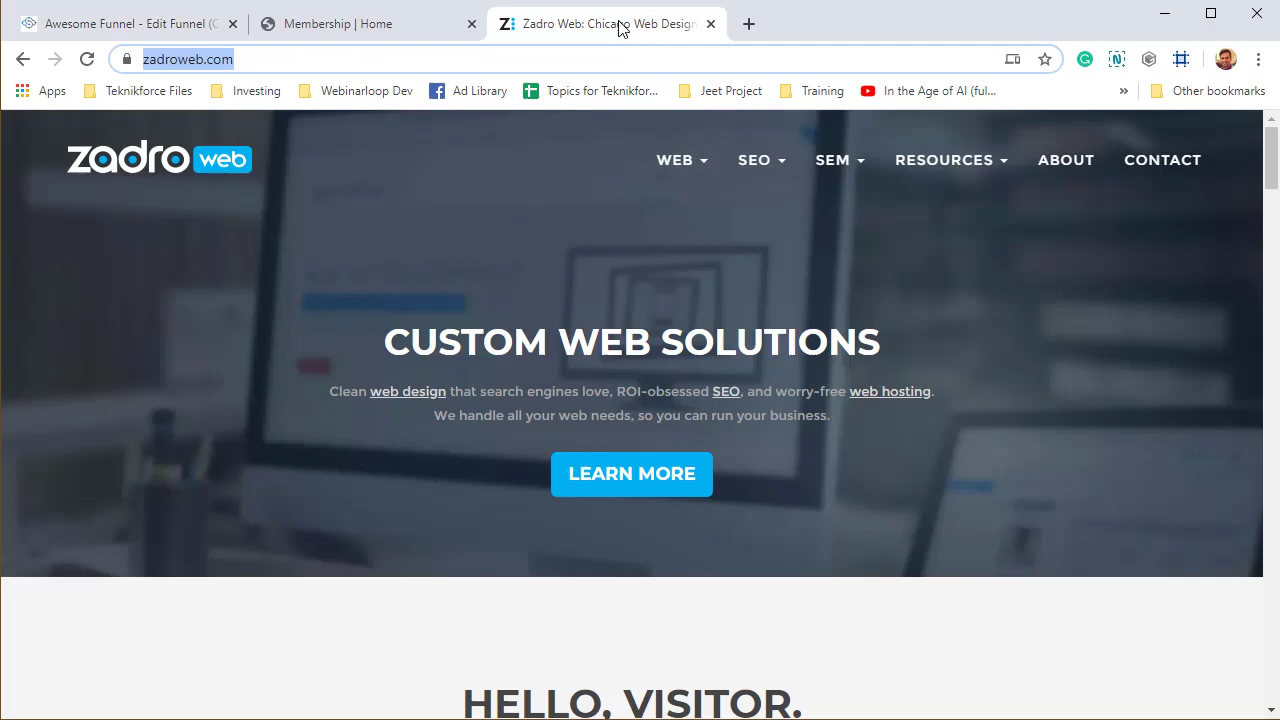 Awesome Funnel - Edit Funnel (C
Membership | Home
Zadro Web: Chicago Web Design
zadroweb.com
Apps
Teknikforce Files
Investing
Webinarloop Dev
Ad Library
Topics for Teknikfor...
Jeet Project
Training
In the Age of AI (ful...
»
Other bookmarks
zadro web
WEB
SEO
SEM
RESOURCES
ABOUT
CONTACT
CUSTOM WEB SOLUTIONS
Clean web design that search engines love, ROI-obsessed SEO, and worry-free web hosting.
We handle all your web needs, so you can run your business.
LEARN MORE
HELLO, VISITOR.